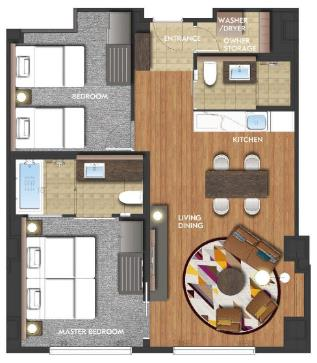 WASHER
/DRYER
ENTRANCE
OWNER
STORAGE
BEDROOM
KITCHEN
LIVING
DINING
MASTER BEDROOM